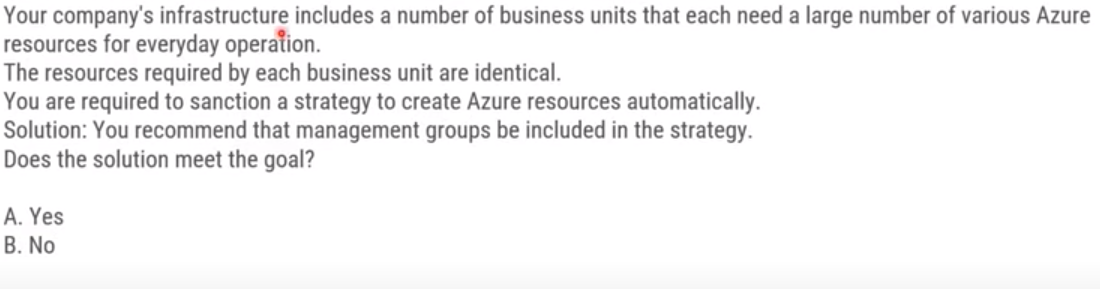 Your company's infrastructure includes a number of business units that each need a large number of various Azure
resources for everyday operation.
The resources required by each business unit are identical.
You are required to sanction a strategy to create Azure resources automatically.
Solution: You recommend that management groups be included in the strategy.
Does the solution meet the goal?
A. Yes
B. No